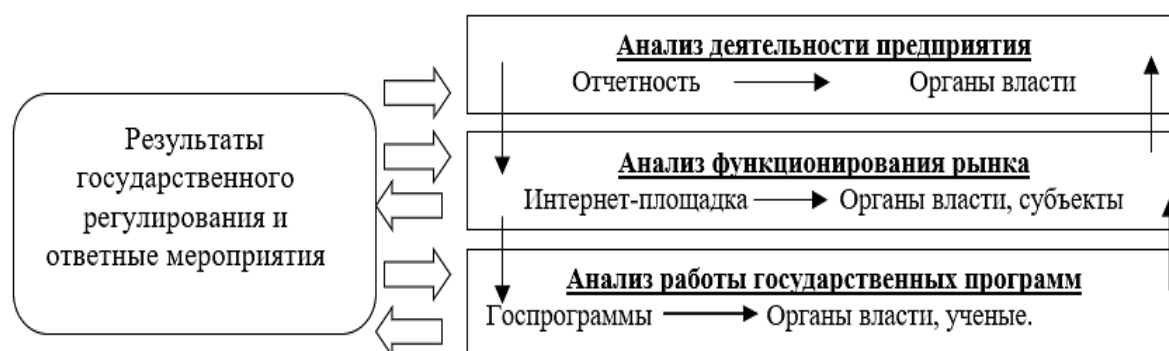 Результаты
государственного
регулирования и
ответные мероприятия
Анализ деятельности предприятия
Отчетность Органы власти
Анализ функционирования рынка
Интернет-площадка Органы власти, субъекты
Анализ работы государственных программ
Госпрограммы Органы власти, ученые.